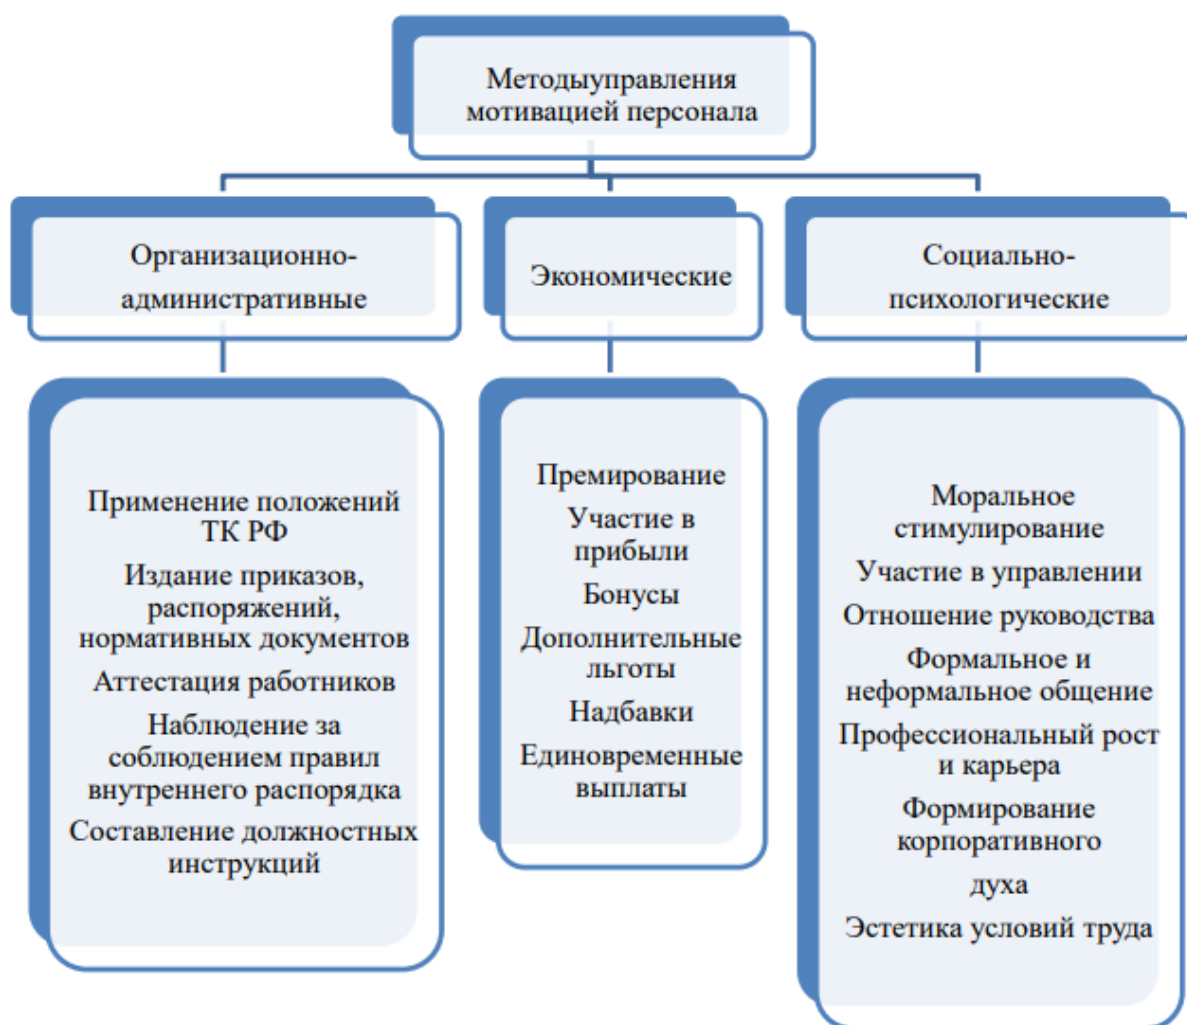 Методыуправления
мотивацией персонала
Организационно-
административные
Экономические
Социально-
психологические
Применение положений
ТК РФ
Издание приказов,
распоряжений,
нормативных документов
Аттестация работников
Наблюдение за
соблюдением правил
внутреннего распорядка
Составление должностных
инструкций
Премирование
Участие в
прибыли
Бонусы
Дополнительные
льготы
Надбавки
Единовременные
выплаты
Моральное
стимулирование
Участие в управлении
Отношение руководства
Формальное и
неформальное общение
Профессиональный рост
и карьера
Формирование
корпоративного
духа
Эстетика условий труда